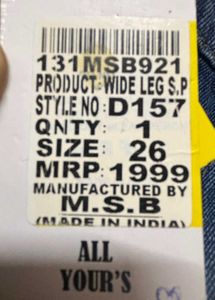 131MSB921
PRODUCT:WIDE LEG S.P
STYLE NO:D157
QNTY: 1
SIZE: 26
MRP:1999
MANUFACTURED BY
M.S.B
(MADE IN INDIA)
ALL
YOUR'S